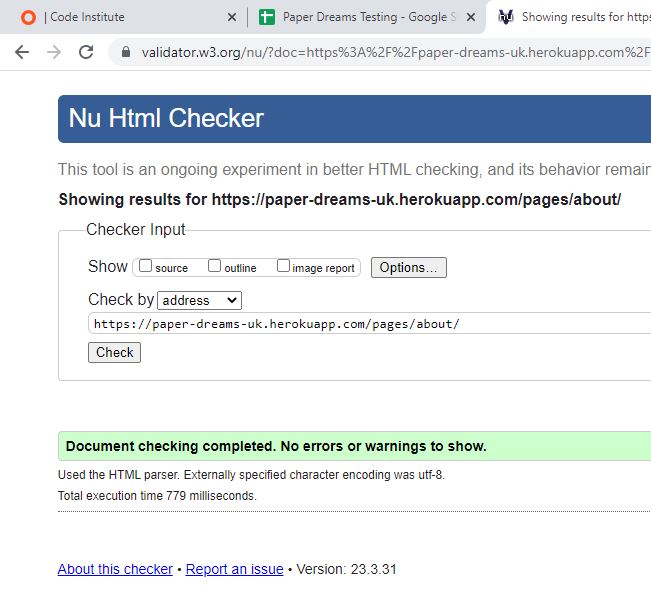 | Code Institute
Paper Dreams Testing - Google S
Showing results for https
validator.w3.org/nu/?doc=https%3A%2F%2Fpaper-dreams-uk.herokuapp.com%2F
Nu Html Checker
This tool is an ongoing experiment in better HTML checking, and its behavior remain
Showing results for https://paper-dreams-uk.herokuapp.com/pages/about/
Checker Input
Show source outline image report Options...
Check by address
https://paper-dreams-uk.herokuapp.com/pages/about/
Check
Document checking completed. No errors or warnings to show.
Used the HTML parser. Externally specified character encoding was utf-8.
Total execution time 779 milliseconds.
About this checker • Report an issue • Version: 23.3.31